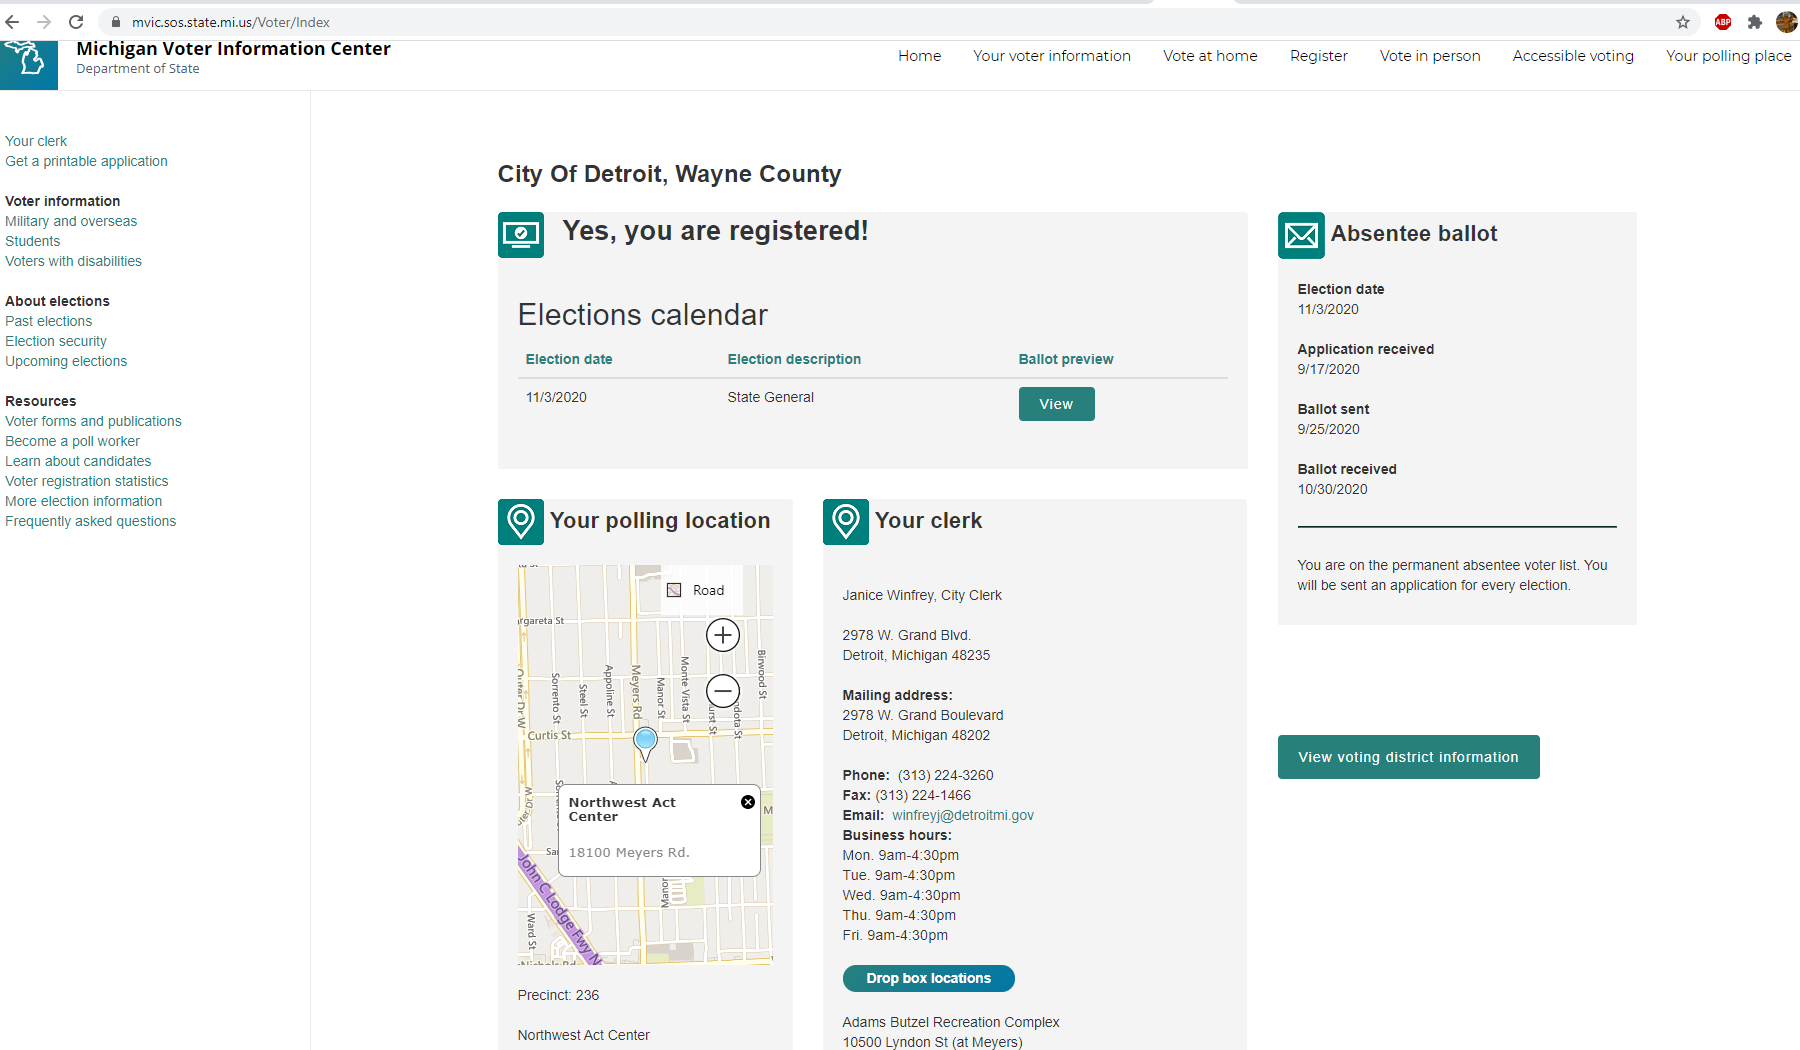 mvic.sos.state.mi.us/Voter/Index
ABP
Michigan Voter Information Center
Department of State
Home Your voter information Vote at home Register Vote in person Accessible voting Your polling place
Your clerk
Get a printable application
Voter information
Military and overseas
Students
Voters with disabilities
About elections
Past elections
Election security
Upcoming elections
Resources
Voter forms and publications
Become a poll worker
Learn about candidates
Voter registration statistics
More election information
Frequently asked questions
City Of Detroit, Wayne County
Yes, you are registered!
Elections calendar
Election date Election description Ballot preview
11/3/2020 State General View
Absentee ballot
Election date
11/3/2020
Application received
9/17/2020
Ballot sent
9/25/2020
Ballot received
10/30/2020
You are on the permanent absentee voter list. You
will be sent an application for every election.
View voting district information
Your polling location
Road
rgareta St
Outer Dr W
Sorrento St
Steel St
Appoline St
Meyers Rd
Manor St
Monte Vista St
Birwood St
Curtis St
Northwest Act
Center
18100 Meyers Rd.
John C Lodge Fwy N
Ward St
Manor
M
Precinct: 236
Northwest Act Center
Your clerk
Janice Winfrey, City Clerk
2978 W. Grand Blvd.
Detroit, Michigan 48235
Mailing address:
2978 W. Grand Boulevard
Detroit, Michigan 48202
Phone: (313) 224-3260
Fax: (313) 224-1466
Email: winfreyj@detroitmi.gov
Business hours:
Mon. 9am-4:30pm
Tue. 9am-4:30pm
Wed. 9am-4:30pm
Thu. 9am-4:30pm
Fri. 9am-4:30pm
Drop box locations
Adams Butzel Recreation Complex
10500 Lyndon St (at Meyers)